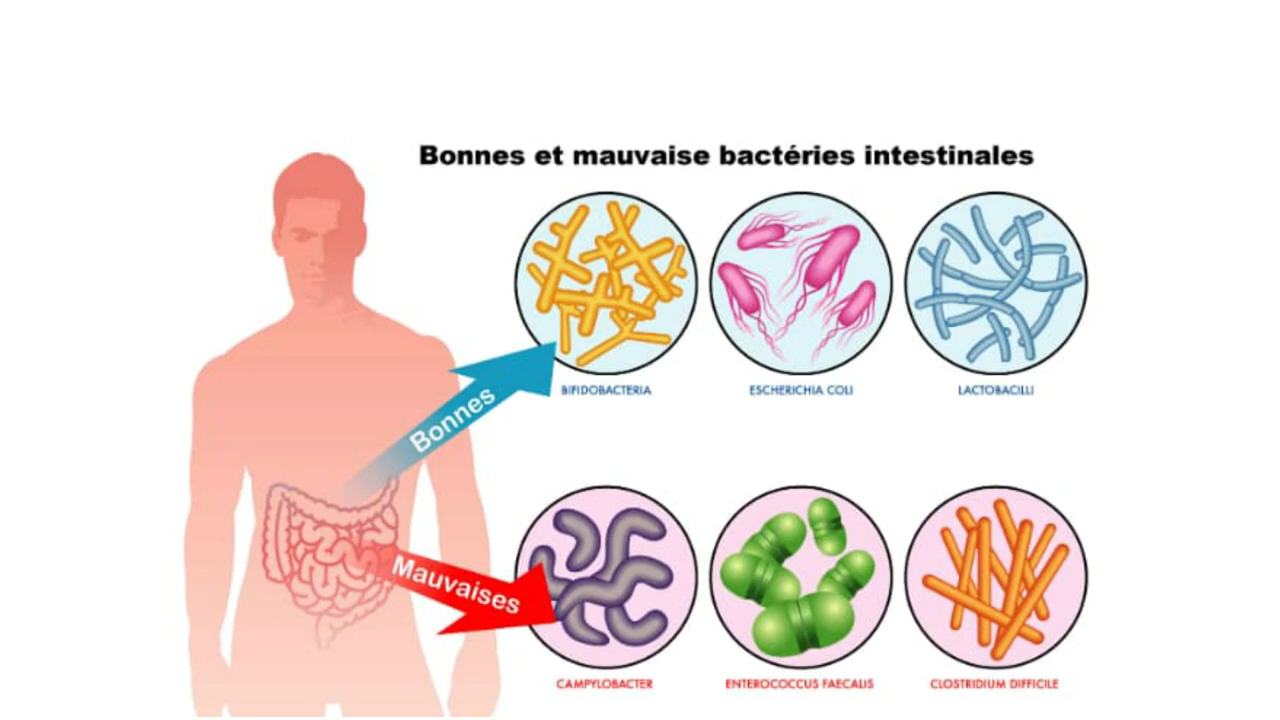 Bonnes et mauvaise bactéries intestinales
Bonnes
BIFIDOBACTERIA
ESCHERICHIA COLI
LACTOBACILLI
Mauvaises
CAMPYLOBACTER
ENTEROCOCCUS FAECALIS
CLOSTRIDIUM DIFFICILE